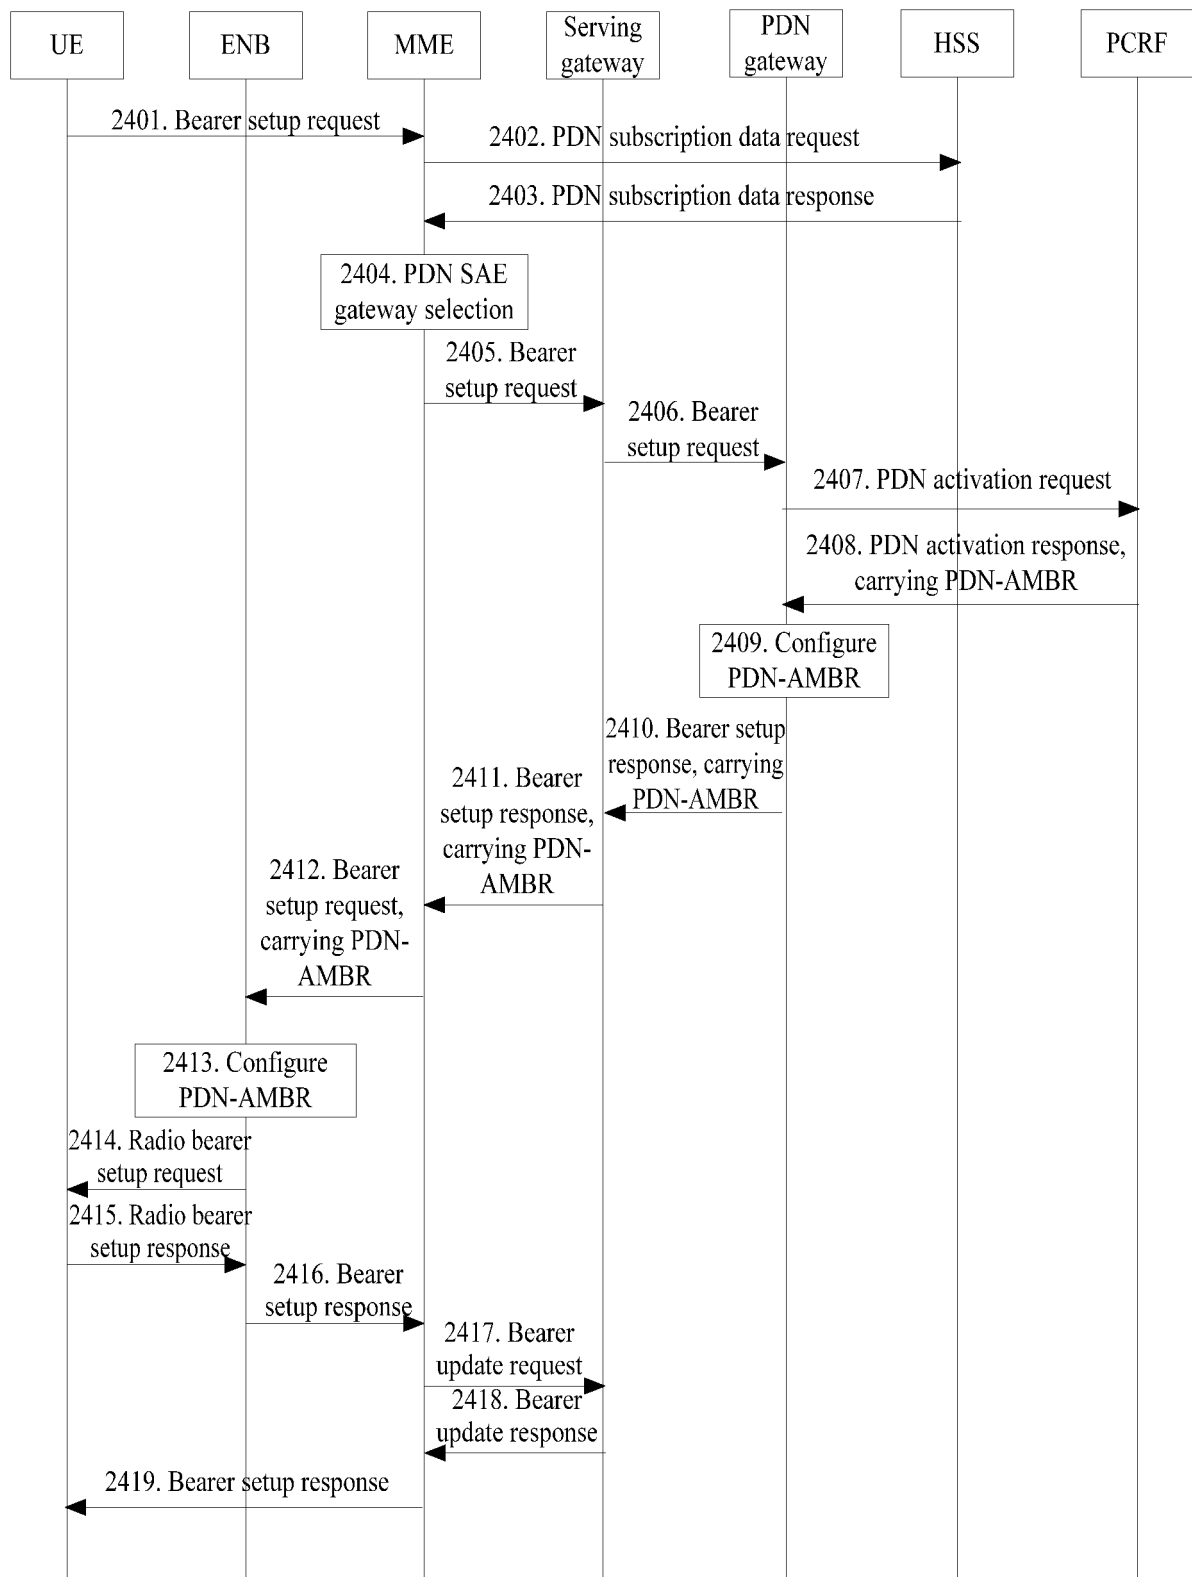 UE
ENB
MME
Serving
gateway
PDN
gateway
HSS
PCRF
2401. Bearer setup request
2402. PDN subscription data request
2403. PDN subscription data response
2404. PDN SAE
gateway selection
2405. Bearer
setup request
2406. Bearer
setup request
2407. PDN activation request
2408. PDN activation response,
carrying PDN-AMBR
2409. Configure
PDN-AMBR
2410. Bearer setup
response, carrying
PDN-AMBR
2411. Bearer
setup response,
carrying PDN-
AMBR
2412. Bearer
setup request,
carrying PDN-
AMBR
2413. Configure
PDN-AMBR
2414. Radio bearer
setup request
2415. Radio bearer
setup response
2416. Bearer
setup response
2417. Bearer
update request
2418. Bearer
update response
2419. Bearer setup response